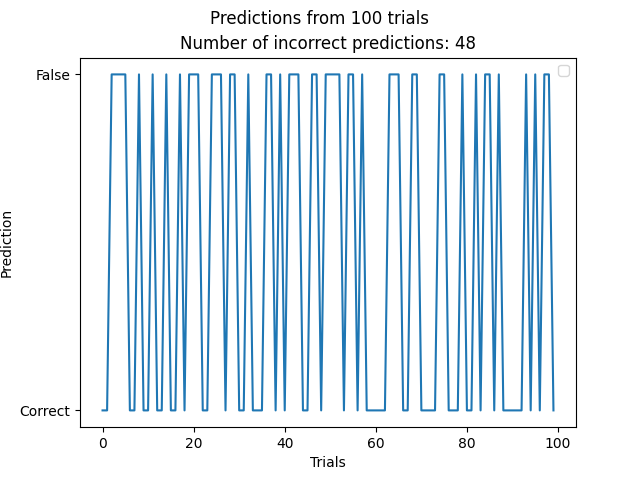 Predictions from 100 trials
Number of incorrect predictions: 48
False
Prediction
Correct
0 20 40 60 80 100
Trials